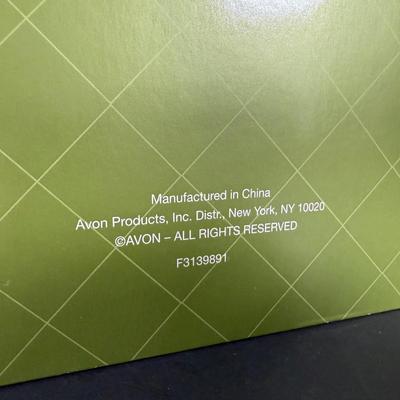 Manufactured in China
Avon Products, Inc. Distr., New York, NY 10020
©AVON – ALL RIGHTS RESERVED
F3139891